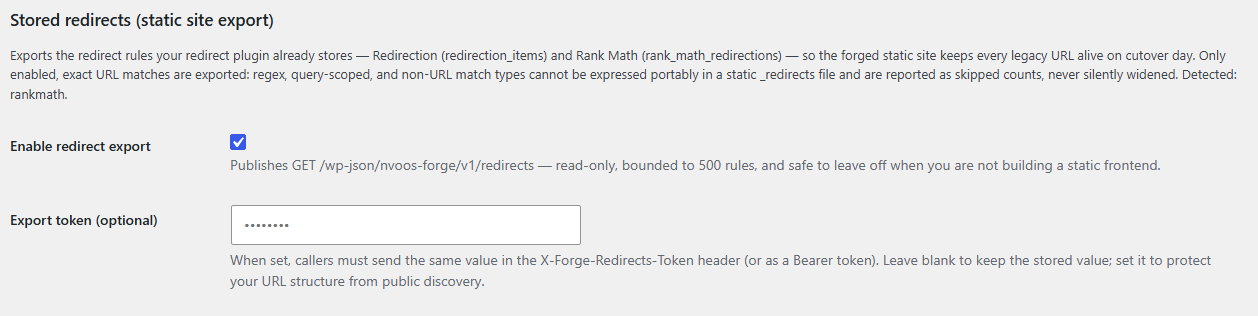 Stored redirects (static site export)
Exports the redirect rules your redirect plugin already stores — Redirection (redirection_items) and Rank Math (rank_math_redirections) — so the forged static site keeps every legacy URL alive on cutover day. Only
enabled, exact URL matches are exported: regex, query-scoped, and non-URL match types cannot be expressed portably in a static _redirects file and are reported as skipped counts, never silently widened. Detected:
rankmath.
Enable redirect export
Publishes GET /wp-json/nvoos-forge/v1/redirects — read-only, bounded to 500 rules, and safe to leave off when you are not building a static frontend.
Export token (optional)
••••••••
When set, callers must send the same value in the X-Forge-Redirects-Token header (or as a Bearer token). Leave blank to keep the stored value; set it to protect
your URL structure from public discovery.